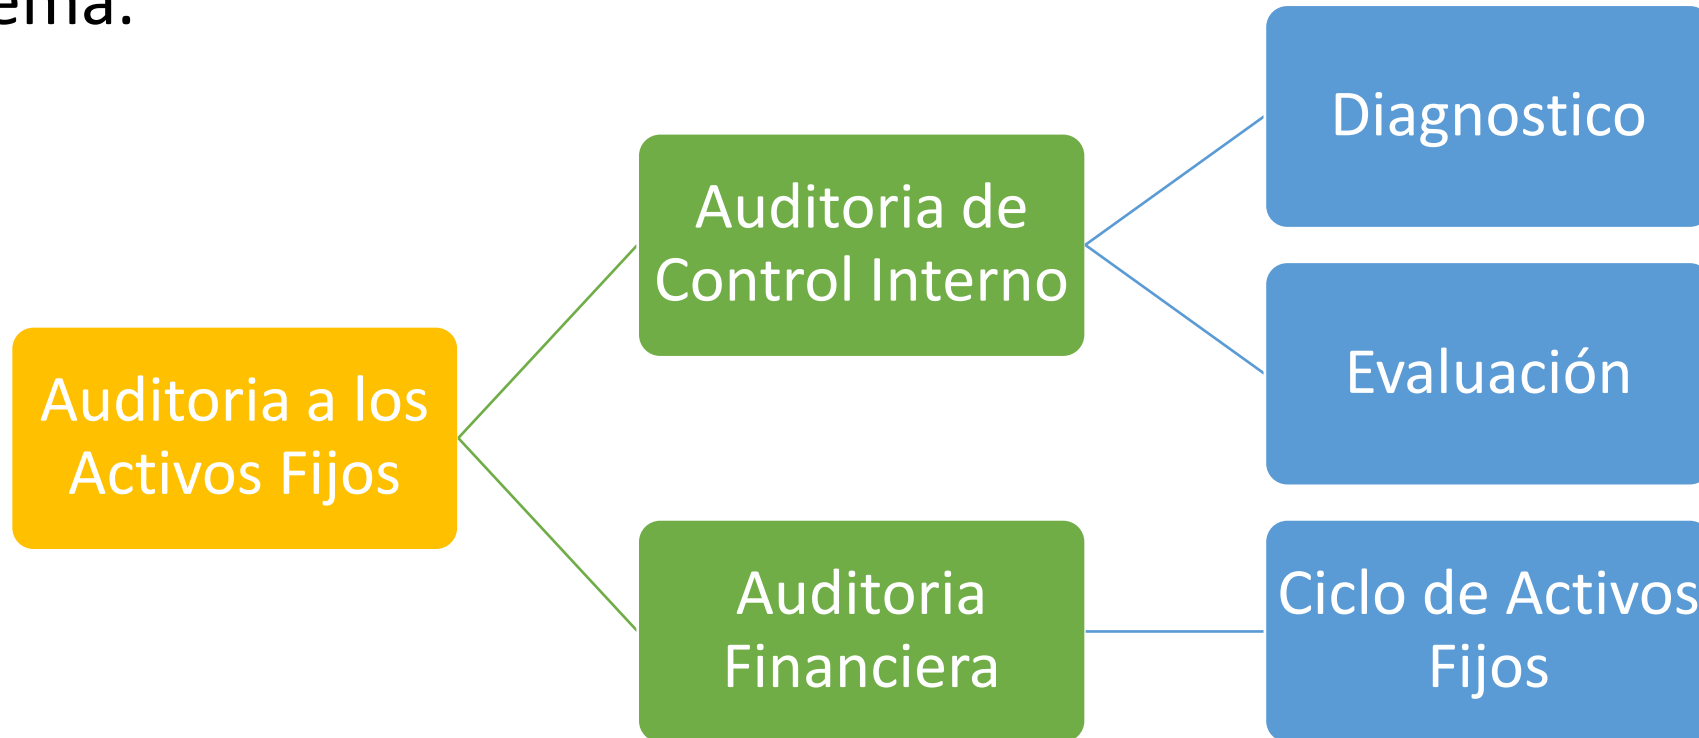 Diagnostico
Auditoria de
Control Interno
Evaluación
Auditoria a los
Activos Fijos
Auditoria
Financiera
Ciclo de Activos
Fijos